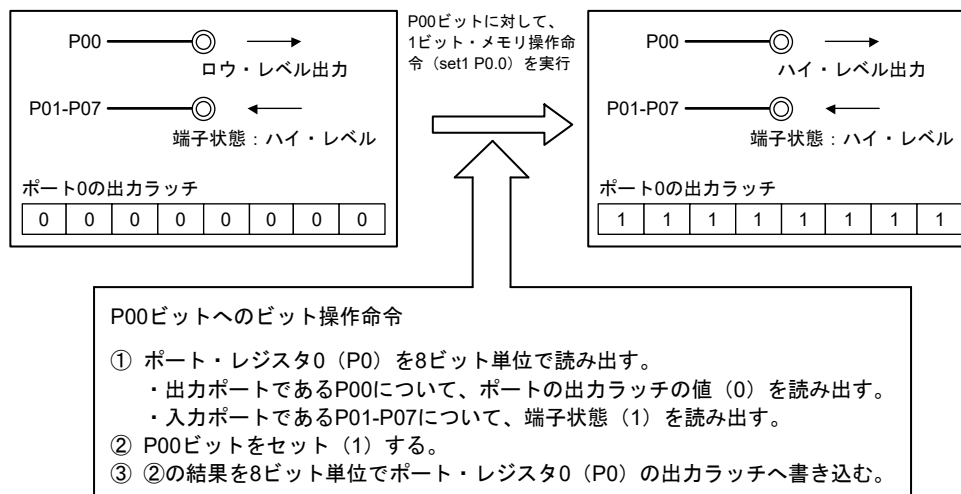 P00
ロウ・レベル出力
P01-P07
端子状態：ハイ・レベル
ポート0の出力ラッチ
0 0 0 0 0 0 0 0
P00ビットに対して、
1ビット・メモリ操作命
令（set1 P0.0）を実行
P00
ハイ・レベル出力
P01-P07
端子状態：ハイ・レベル
ポート0の出力ラッチ
1 1 1 1 1 1 1 1
P00ビットへのビット操作命令
① ポート・レジスタ0（P0）を8ビット単位で読み出す。
・出力ポートであるP00について、ポートの出力ラッチの値（0）を読み出す。
・入力ポートであるP01-P07について、端子状態（1）を読み出す。
② P00ビットをセット（1）する。
③ ②の結果を8ビット単位でポート・レジスタ0（P0）の出力ラッチへ書き込む。